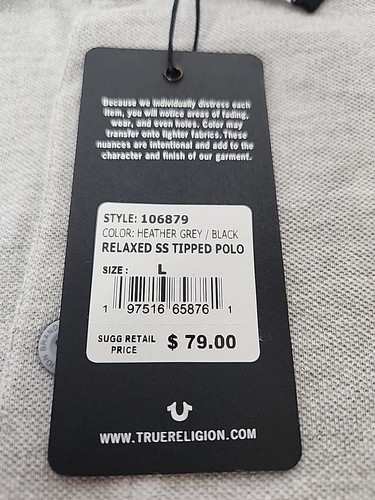 Because we individually distress each
item, you will notice areas of fading,
wear, and even holes. Color may
transfer onto lighter fabrics. These
nuances are intentional and add to the
character and finish of our garment.
STYLE: 106879
COLOR: HEATHER GREY / BLACK
RELAXED SS TIPPED POLO
SIZE: L
1 97516 65876 1
SUGG RETAIL
PRICE
$ 79.00
WWW.TRUERELIGION.COM